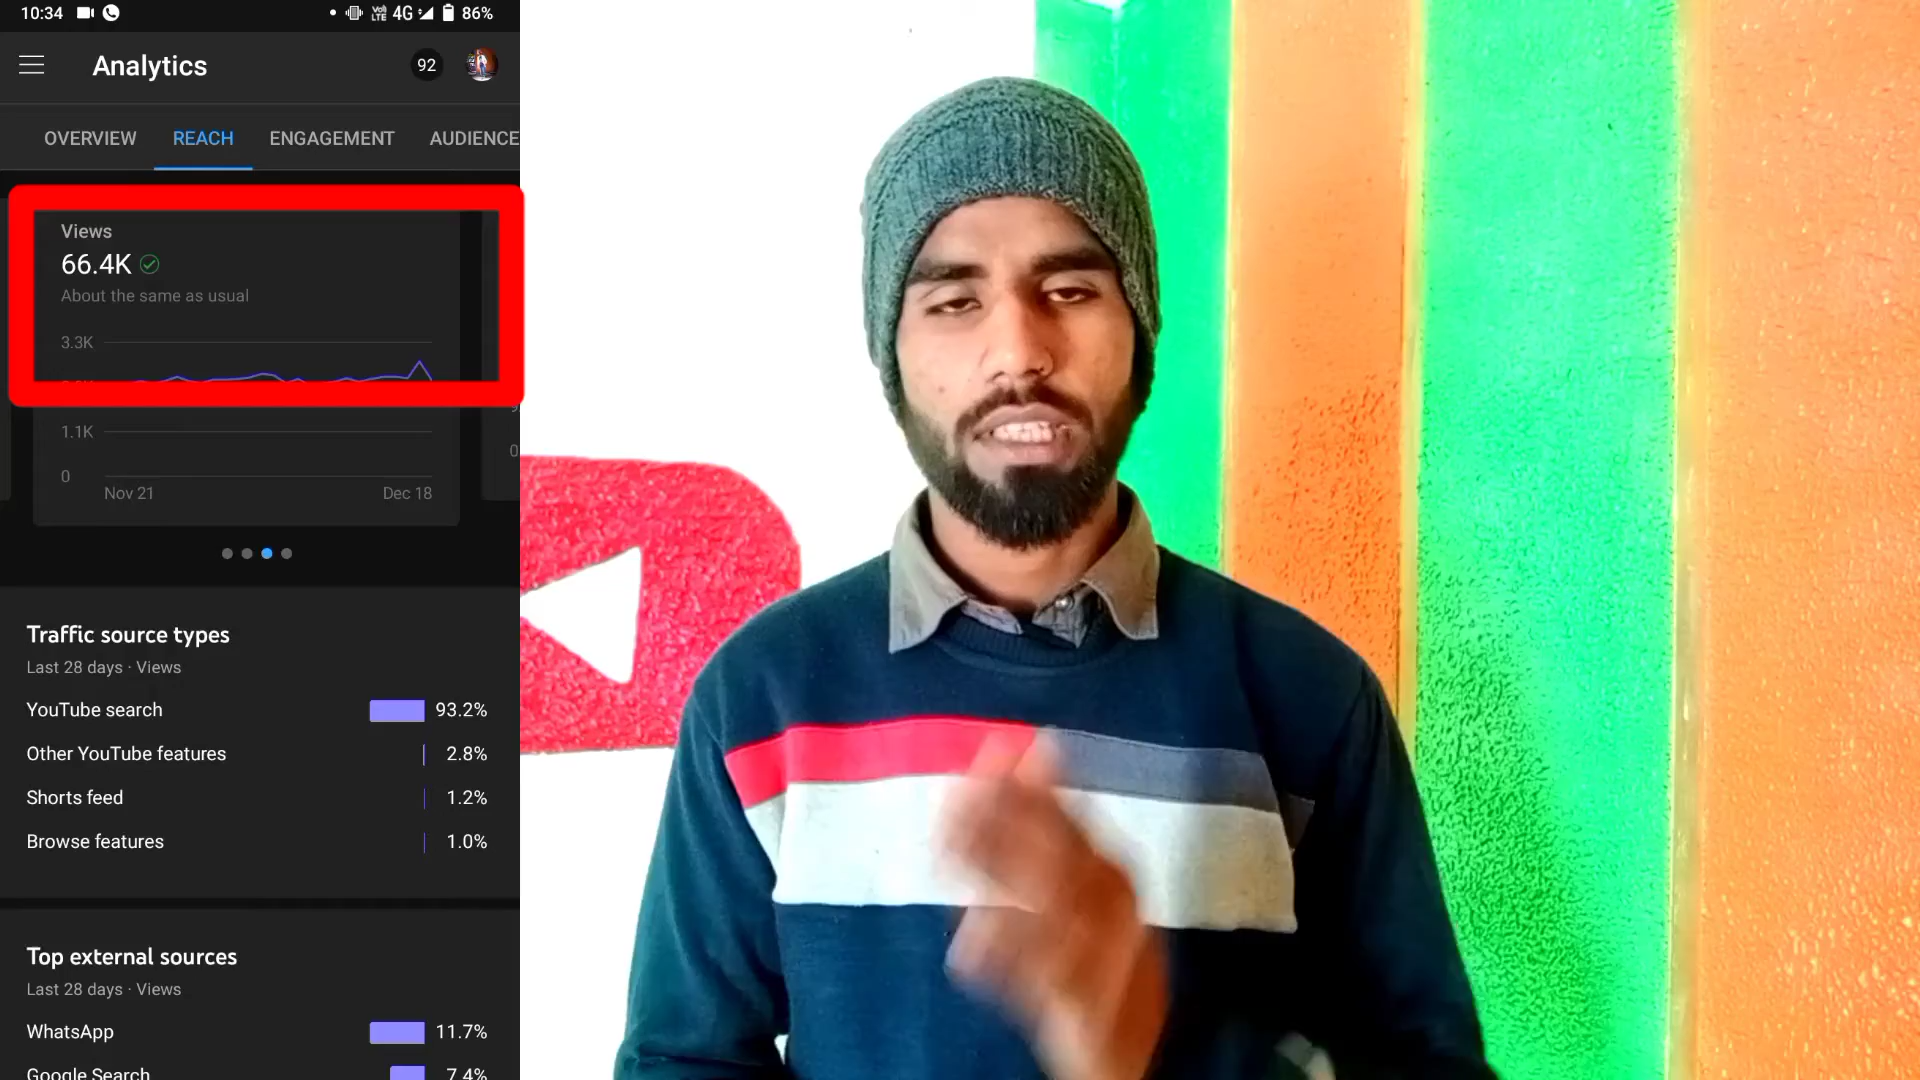 10:34
VoI LTE 4G 86%
Analytics
92
OVERVIEW REACH ENGAGEMENT AUDIENCE
Views
66.4K
About the same as usual
3.3K
1.1K
0
Nov 21 Dec 18
Traffic source types
Last 28 days · Views
YouTube search 93.2%
Other YouTube features 2.8%
Shorts feed 1.2%
Browse features 1.0%
Top external sources
Last 28 days · Views
WhatsApp 11.7%
Google Search 7.4%